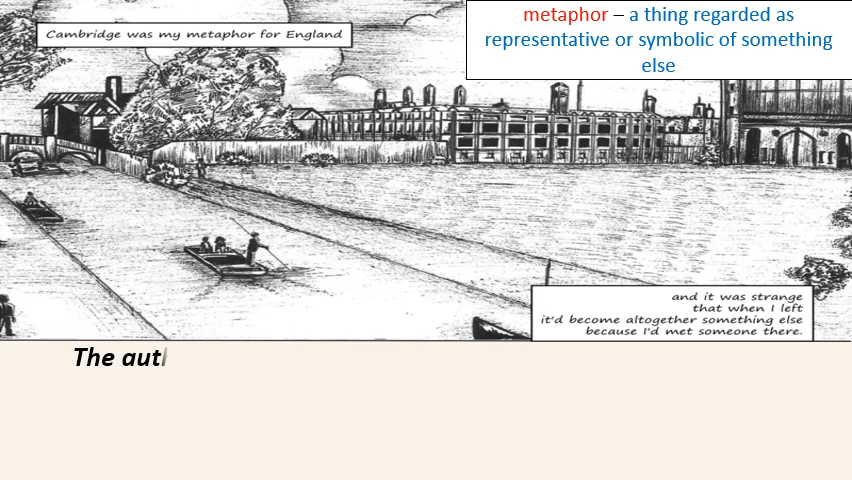 Cambridge was my metaphor for England
metaphor – a thing regarded as
representative or symbolic of something
else
and it was strange
that when I left
it'd become altogether something else
because I'd met someone there.
The aut